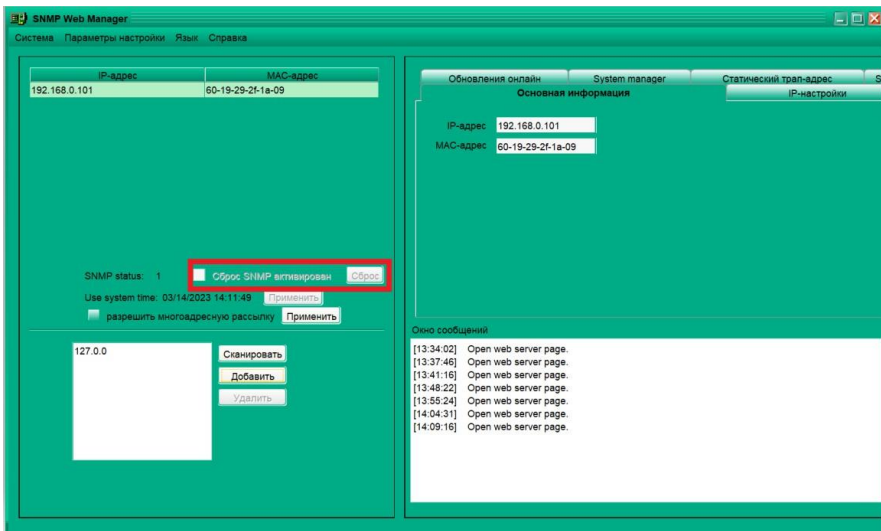 SNMP Web Manager
Система Параметры настройки Язык Справка
IP-адрес MAC-адрес
192.168.0.101 60-19-29-2f-1a-09
SNMP status: 1 Сброс SNMP активирован Сброс
Use system time: 03/14/2023 14:11:49 Применить
разрешить многоадресную рассылку Применить
127.0.0
Сканировать
Добавить
Удалить
Обновления онлайн System manager Статический трап-адрес S
Основная информация IP-настройки
IP-адрес 192.168.0.101
MAC-адрес 60-19-29-2f-1a-09
Окно сообщений
[13:34:02] Open web server page.
[13:37:46] Open web server page.
[13:41:16] Open web server page.
[13:48:22] Open web server page.
[13:55:24] Open web server page.
[14:04:31] Open web server page.
[14:09:16] Open web server page.